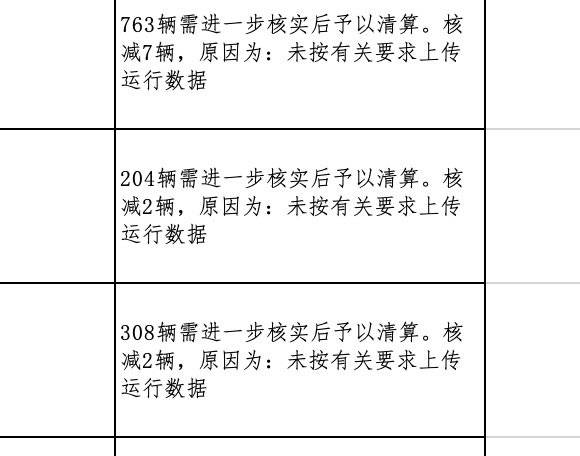 763辆需进一步核实后予以清算。核
减7辆，原因为：未按有关要求上传
运行数据
204辆需进一步核实后予以清算。核
减2辆，原因为：未按有关要求上传
运行数据
308辆需进一步核实后予以清算。核
减2辆，原因为：未按有关要求上传
运行数据